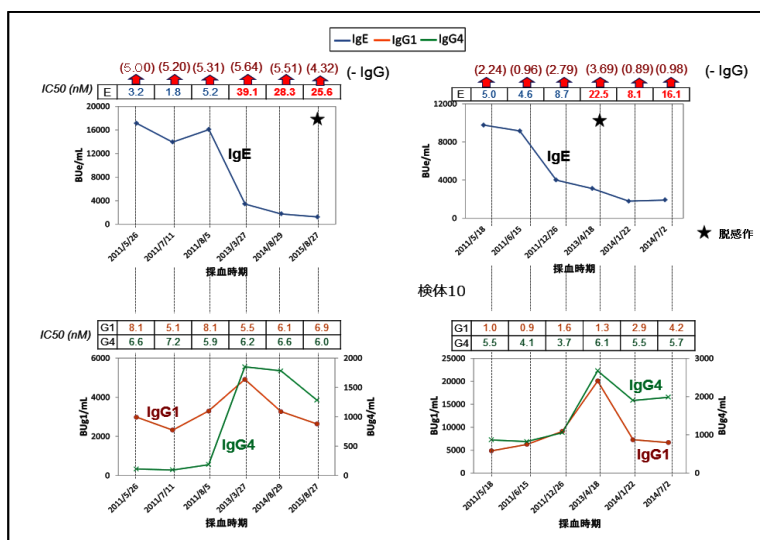 IgE IgG1 IgG4
(5.00) (5.20) (5.31) (5.64) (5.51) (4.32) (- IgG)
IC50 (nM) E 3.2 1.8 5.2 39.1 28.3 25.6
20000
16000
12000
8000
4000
0
BUe/mL
IgE
★
2011/5/26 2011/7/11 2011/8/5 2013/3/27 2014/8/29 2015/8/27
採血時期
(2.24) (0.96) (2.79) (3.69) (0.89) (0.98) (- IgG)
E 5.0 4.6 8.7 22.5 8.1 16.1
12000
8000
4000
0
BUe/mL
IgE
★
2011/5/18 2011/6/15 2011/12/26 2013/4/18 2014/1/22 2014/7/2
採血時期
★ 脱感作
検体10
IC50 (nM)
G1 8.1 5.1 8.1 5.5 6.1 6.9
G4 6.6 7.2 5.9 6.2 6.6 6.0
6000
4000
2000
0
BUg1/mL
2000
1500
1000
500
0
BUg4/mL
IgG1
IgG4
2011/5/26 2011/7/11 2011/8/5 2013/3/27 2014/8/29 2015/8/27
採血時期
G1 1.0 0.9 1.6 1.3 2.9 4.2
G4 5.5 4.1 3.7 6.1 5.5 5.7
25000
20000
15000
10000
5000
0
BUg1/mL
3000
2000
1000
0
BUg4/mL
IgG4
IgG1
2011/5/18 2011/6/15 2011/12/26 2013/4/18 2014/1/22 2014/7/2
採血時期